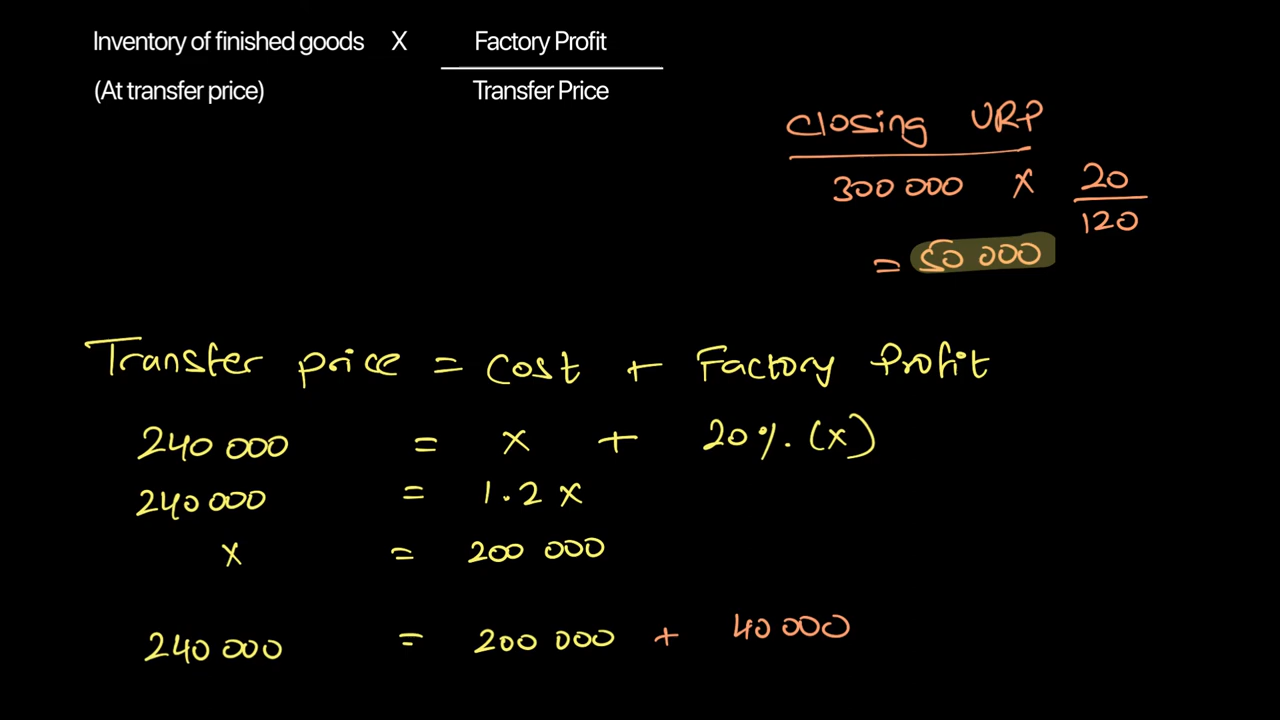 Inventory of finished goods X Factory Profit
(At transfer price) Transfer Price
Closing URP
300 000 x 20
120
= 50 000
Transfer price = Cost + Factory Profit
240 000 = x + 20%. (x)
240 000 = 1.2 x
x = 200 000
240 000 = 200 000 + 40 000